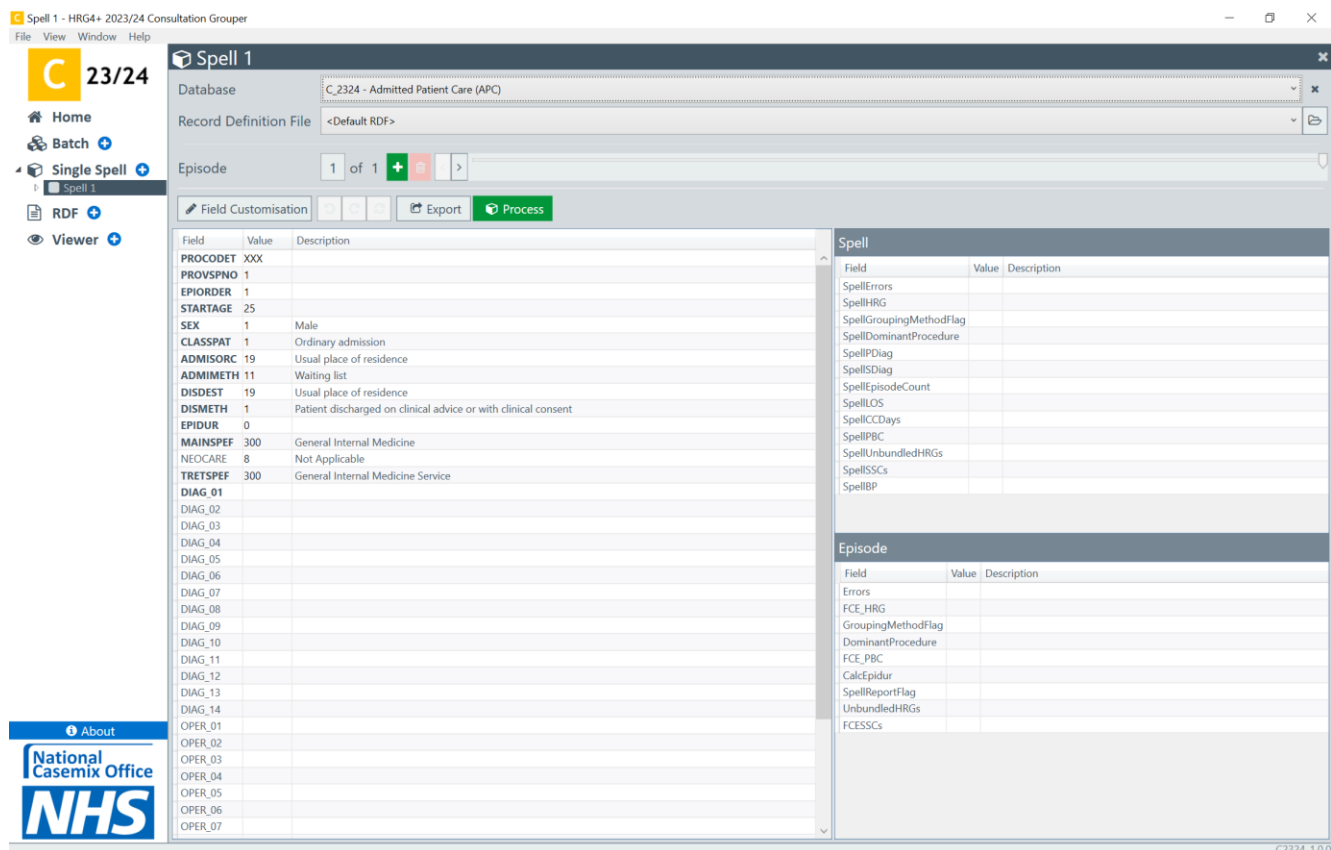 Spell 1 - HRG4+ 2023/24 Consultation Grouper
File View Window Help
C 23/24
Home
Batch
Single Spell
Spell 1
RDF
Viewer
Spell 1
Database C_2324 - Admitted Patient Care (APC)
Record Definition File <Default RDF>
Episode 1 of 1
Field Customisation Export Process
Field Value Description
PROCODET XXX
PROVSPNO 1
EPIORDER 1
STARTAGE 25
SEX 1 Male
CLASSPAT 1 Ordinary admission
ADMISORC 19 Usual place of residence
ADMIMETH 11 Waiting list
DISDEST 19 Usual place of residence
DISMETH 1 Patient discharged on clinical advice or with clinical consent
EPIDUR 0
MAINSPEF 300 General Internal Medicine
NEOCARE 8 Not Applicable
TRETSPEF 300 General Internal Medicine Service
DIAG_01
DIAG_02
DIAG_03
DIAG_04
DIAG_05
DIAG_06
DIAG_07
DIAG_08
DIAG_09
DIAG_10
DIAG_11
DIAG_12
DIAG_13
DIAG_14
OPER_01
OPER_02
OPER_03
OPER_04
OPER_05
OPER_06
OPER_07
Spell
Field Value Description
SpellErrors
SpellHRG
SpellGroupingMethodFlag
SpellDominantProcedure
SpellPDiag
SpellSDiag
SpellEpisodeCount
SpellLOS
SpellCCDays
SpellPBC
SpellUnbundledHRGs
SpellSSCs
SpellBP
Episode
Field Value Description
Errors
FCE_HRG
GroupingMethodFlag
DominantProcedure
FCE_PBC
CalcEpidur
SpellReportFlag
UnbundledHRGs
FCESSCs
About
National
Casemix Office
NHS
C2324_1.0.0